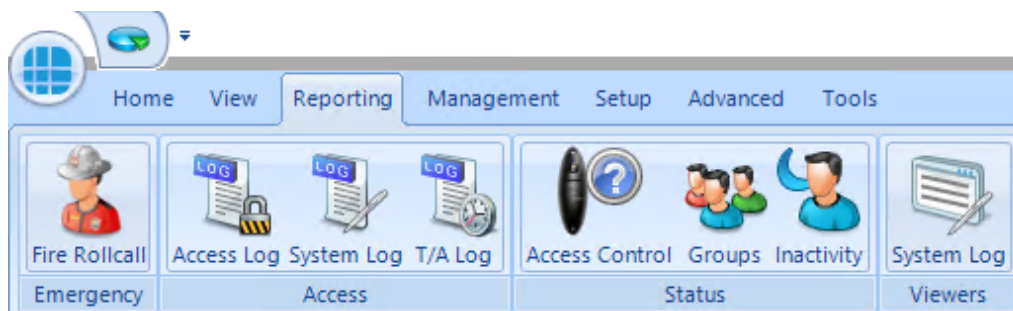 Home View Reporting Management Setup Advanced Tools
LOG LOG LOG
Fire Rollcall Access Log System Log T/A Log Access Control Groups Inactivity System Log
Emergency Access Status Viewers